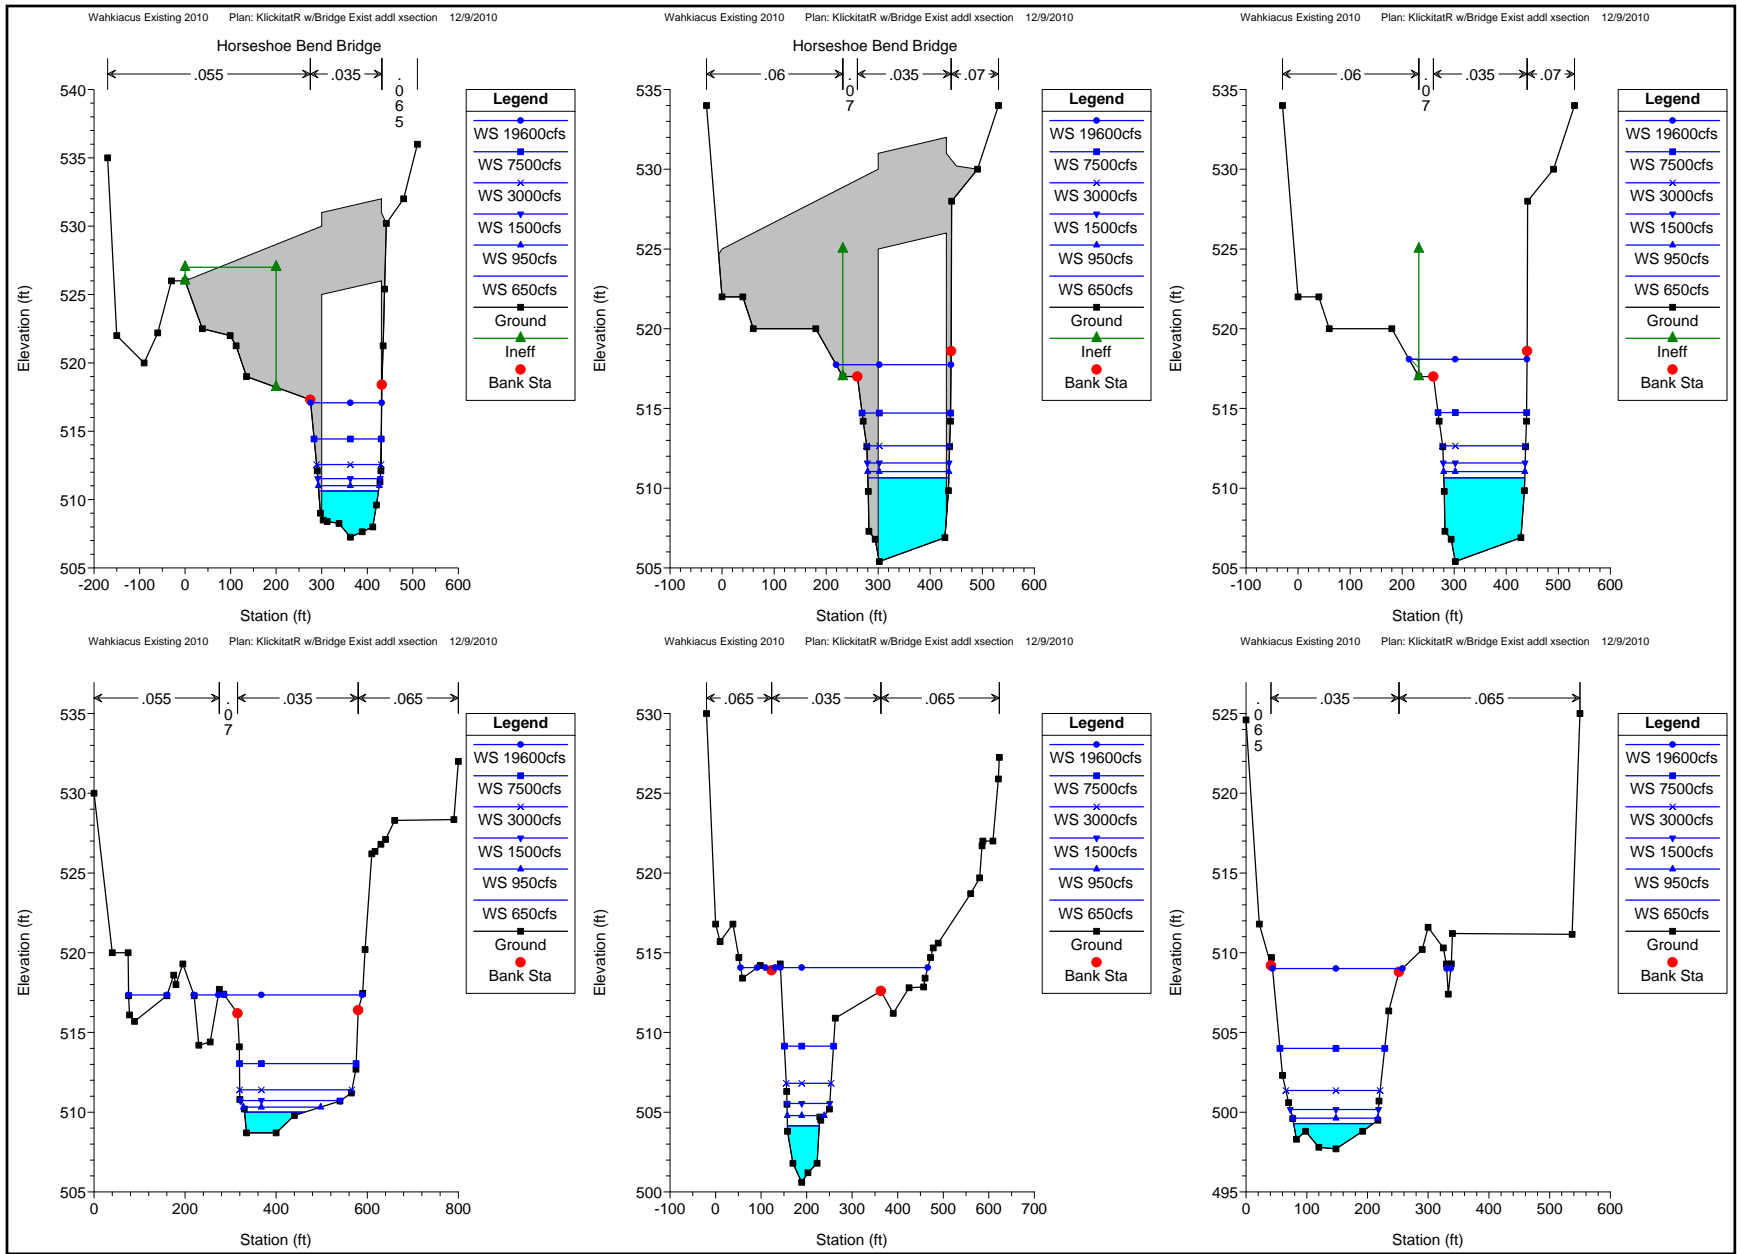 Wahkiacus Existing 2010 Plan: KlickitatR w/Bridge Exist addl xsection 12/9/2010
Horseshoe Bend Bridge
.055 .035 .065
540
535
530
525
520
515
510
505
-200 -100 0 100 200 300 400 500 600
Elevation (ft)
Station (ft)
Legend
WS 19600cfs
WS 7500cfs
WS 3000cfs
WS 1500cfs
WS 950cfs
WS 650cfs
Ground
Ineff
Bank Sta
Wahkiacus Existing 2010 Plan: KlickitatR w/Bridge Exist addl xsection 12/9/2010
Horseshoe Bend Bridge
.06 .07 .035 .07
535
530
525
520
515
510
505
-100 0 100 200 300 400 500 600
Elevation (ft)
Station (ft)
Legend
WS 19600cfs
WS 7500cfs
WS 3000cfs
WS 1500cfs
WS 950cfs
WS 650cfs
Ground
Ineff
Bank Sta
Wahkiacus Existing 2010 Plan: KlickitatR w/Bridge Exist addl xsection 12/9/2010
.06 .07 .035 .07
535
530
525
520
515
510
505
-100 0 100 200 300 400 500 600
Elevation (ft)
Station (ft)
Legend
WS 19600cfs
WS 7500cfs
WS 3000cfs
WS 1500cfs
WS 950cfs
WS 650cfs
Ground
Ineff
Bank Sta
Wahkiacus Existing 2010 Plan: KlickitatR w/Bridge Exist addl xsection 12/9/2010
.055 .07 .035 .065
535
530
525
520
515
510
505
0 200 400 600 800
Elevation (ft)
Station (ft)
Legend
WS 19600cfs
WS 7500cfs
WS 3000cfs
WS 1500cfs
WS 950cfs
WS 650cfs
Ground
Bank Sta
Wahkiacus Existing 2010 Plan: KlickitatR w/Bridge Exist addl xsection 12/9/2010
.065 .035 .065
530
525
520
515
510
505
500
-100 0 100 200 300 400 500 600 700
Elevation (ft)
Station (ft)
Legend
WS 19600cfs
WS 7500cfs
WS 3000cfs
WS 1500cfs
WS 950cfs
WS 650cfs
Ground
Bank Sta
Wahkiacus Existing 2010 Plan: KlickitatR w/Bridge Exist addl xsection 12/9/2010
.065 .035 .065
525
520
515
510
505
500
495
0 100 200 300 400 500 600
Elevation (ft)
Station (ft)
Legend
WS 19600cfs
WS 7500cfs
WS 3000cfs
WS 1500cfs
WS 950cfs
WS 650cfs
Ground
Bank Sta